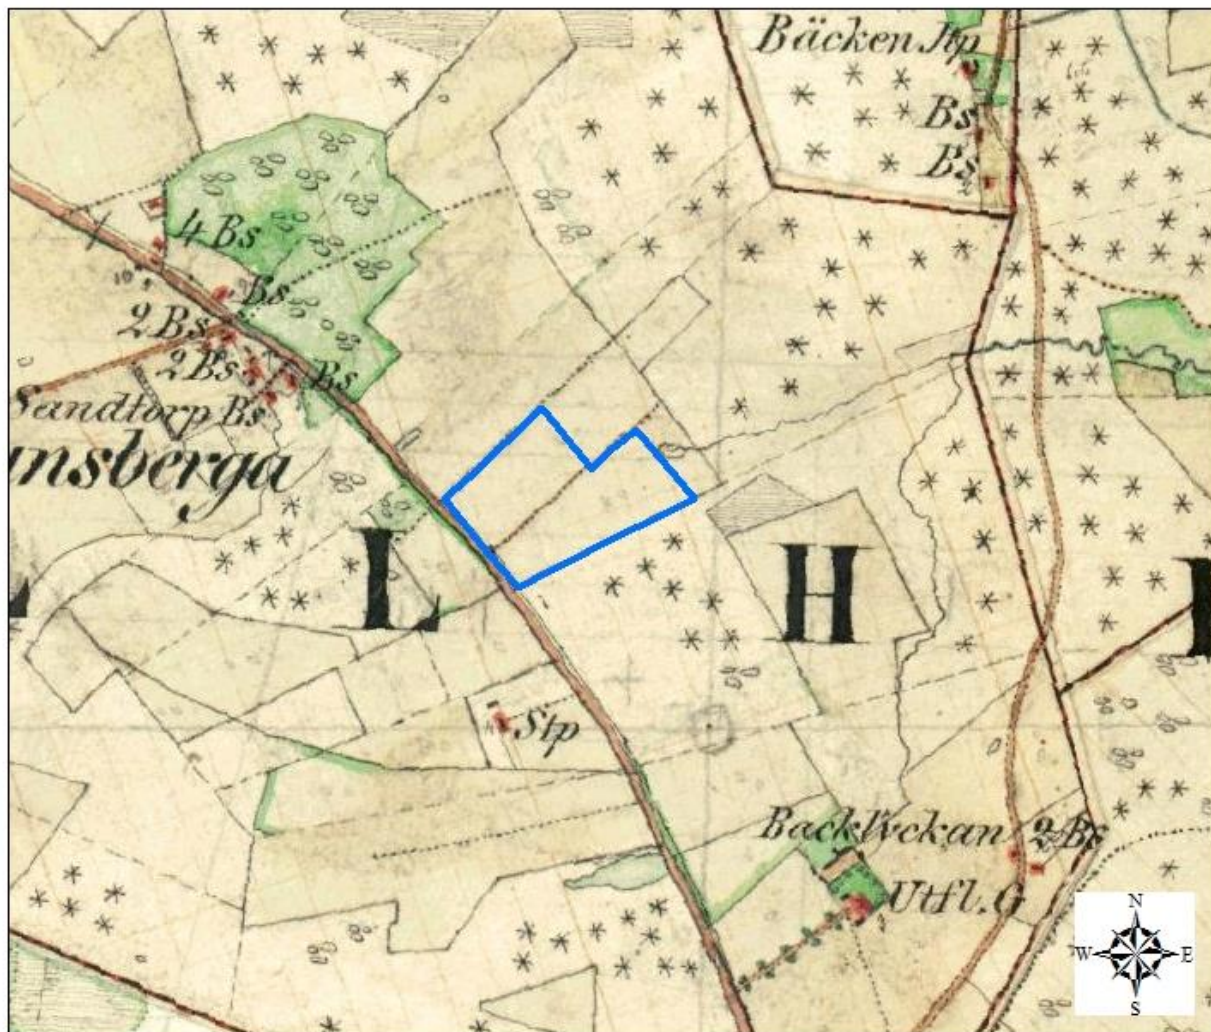 Bäcken Stp
Bs
Bs
4 Bs
Bs
2 Bs
2 Bs
Bs
Sandtorp Bs
nsberga
L
L
H
Stp
Backlyckan 2 Bs
Utfl. G
N
W
E
S